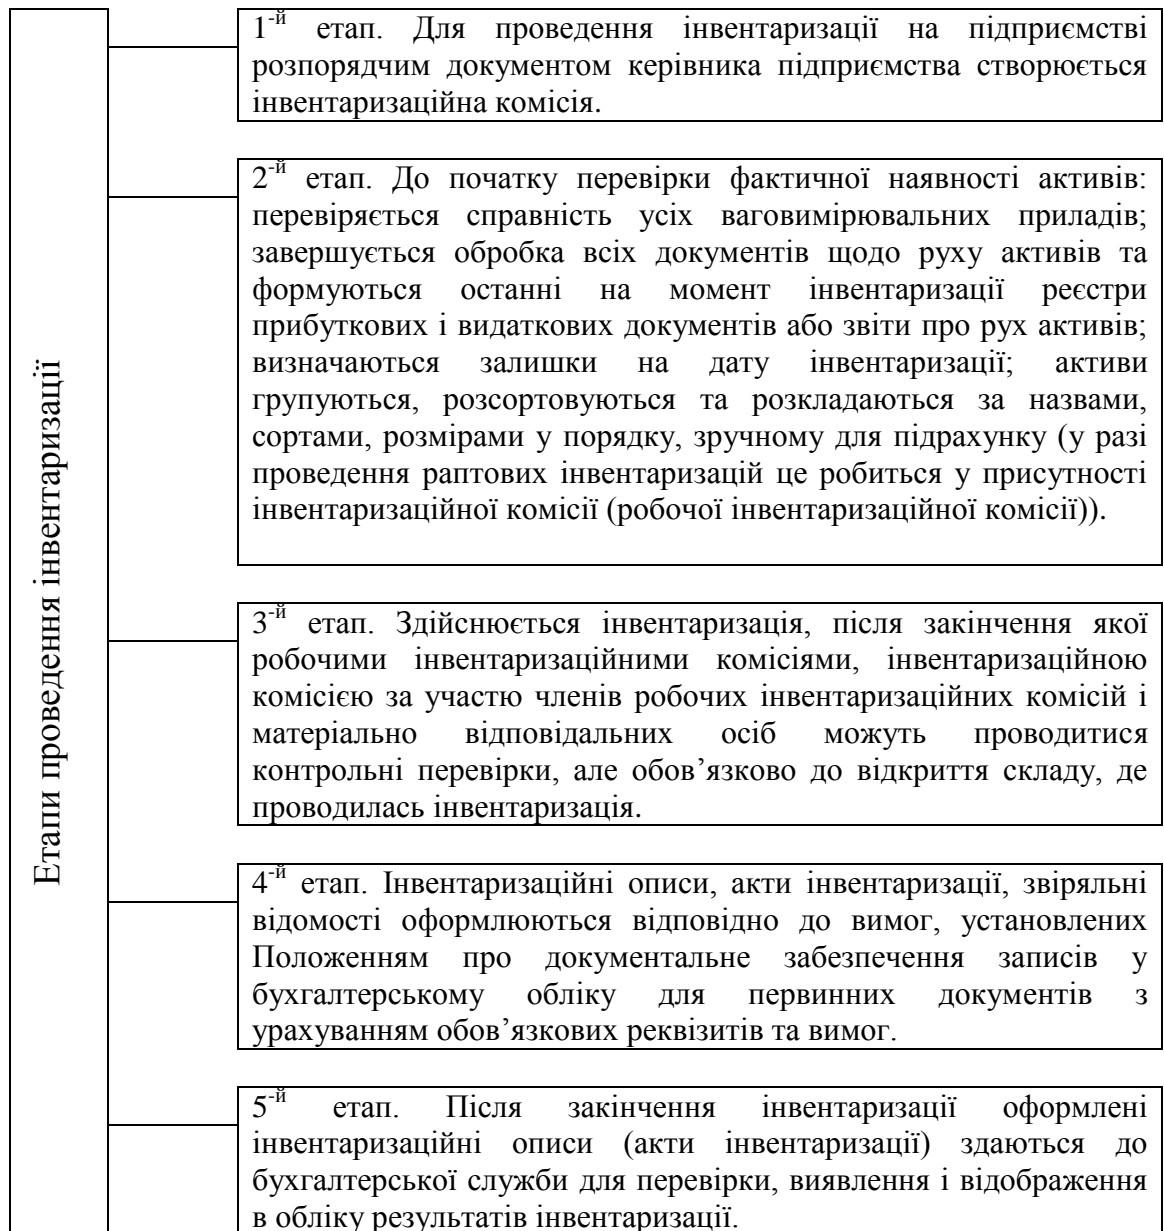 Етапи проведення інвентаризації
1-й етап. Для проведення інвентаризації на підприємстві
розпорядчим документом керівника підприємства створюється
інвентаризаційна комісія.
2-й етап. До початку перевірки фактичної наявності активів:
перевіряється справність усіх ваговимірювальних приладів;
завершується обробка всіх документів щодо руху активів та
формуються останні на момент інвентаризації реєстри
прибуткових і видаткових документів або звіти про рух активів;
визначаються залишки на дату інвентаризації; активи
групуються, розсортовуються та розкладаються за назвами,
сортами, розмірами у порядку, зручному для підрахунку (у разі
проведення раптових інвентаризацій це робиться у присутності
інвентаризаційної комісії (робочої інвентаризаційної комісії)).
3-й етап. Здійснюється інвентаризація, після закінчення якої
робочими інвентаризаційними комісіями, інвентаризаційною
комісією за участю членів робочих інвентаризаційних комісій і
матеріально відповідальних осіб можуть проводитися
контрольні перевірки, але обов’язково до відкриття складу, де
проводилась інвентаризація.
4-й етап. Інвентаризаційні описи, акти інвентаризації, звіряльні
відомості оформлюються відповідно до вимог, установлених
Положенням про документальне забезпечення записів у
бухгалтерському обліку для первинних документів з
урахуванням обов’язкових реквізитів та вимог.
5-й етап. Після закінчення інвентаризації оформлені
інвентаризаційні описи (акти інвентаризації) здаються до
бухгалтерської служби для перевірки, виявлення і відображення
в обліку результатів інвентаризації.